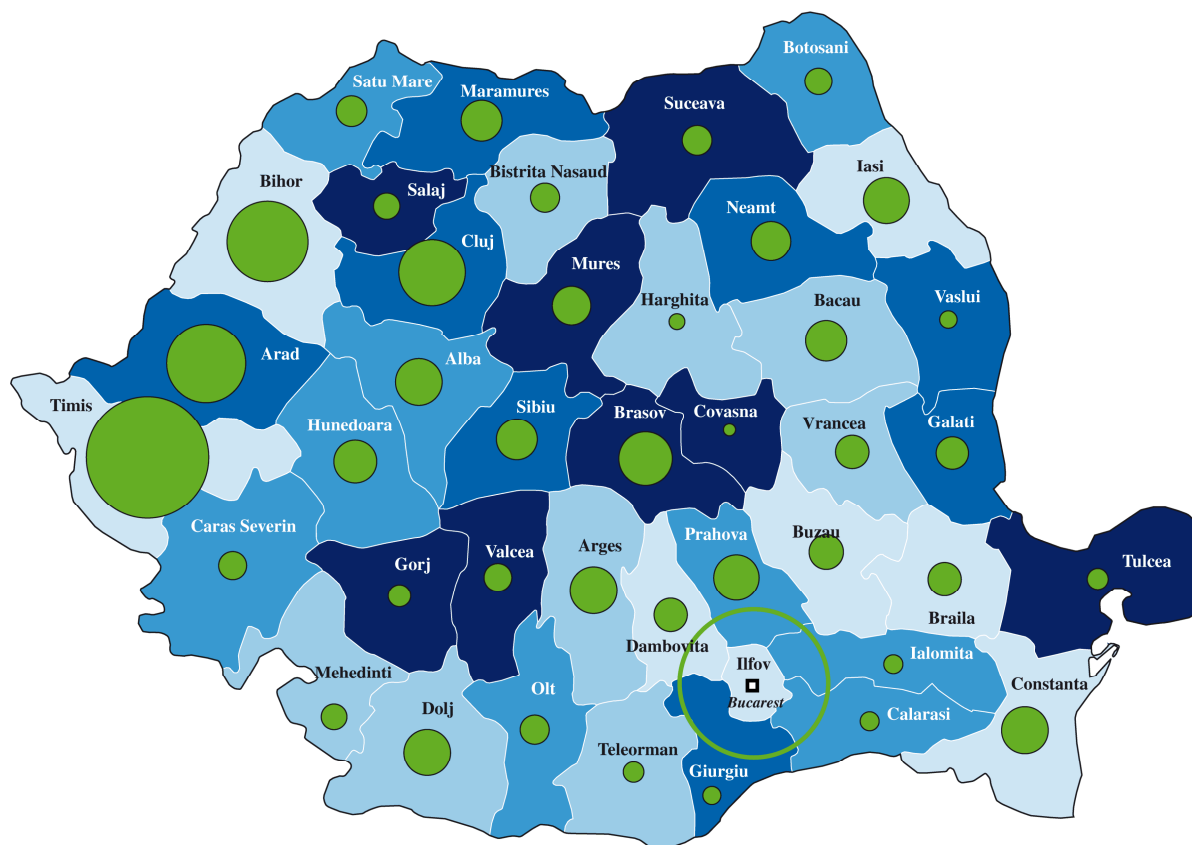 Botosani
Satu Mare
Maramures
Suceava
Iasi
Bihor
Salaj
Bistrita Nasaud
Neamt
Cluj
Mures
Harghita
Bacau
Vaslui
Arad
Alba
Timis
Hunedoara
Sibiu
Brasov
Covasna
Vrancea
Galati
Caras Severin
Prahova
Buzau
Arges
Valcea
Gorj
Tulcea
Braila
Dambovita
Ilfov
Ialomita
Mehedinti
Constanta
Olt
Bucarest
Dolj
Calarasi
Teleorman
Giurgiu